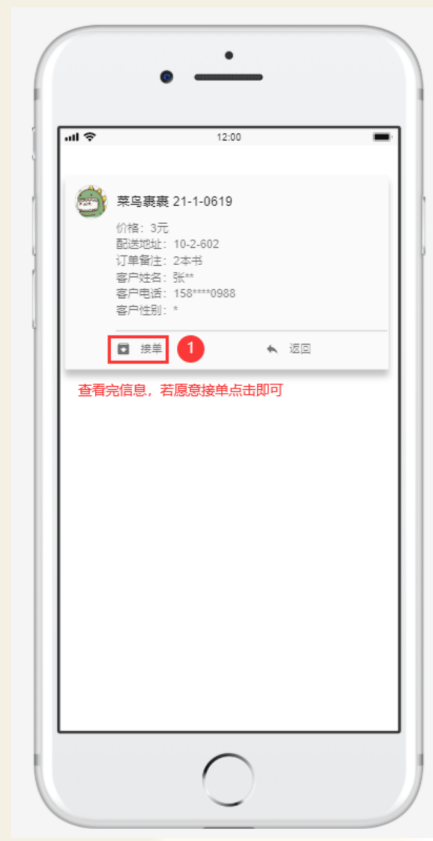 12:00
菜鸟裹裹 21-1-0619
价格：3元
配送地址：10-2-602
订单备注：2本书
客户姓名：张**
客户电话：158****0988
客户性别：*
接单 1 返回
查看完信息，若愿意接单点击即可